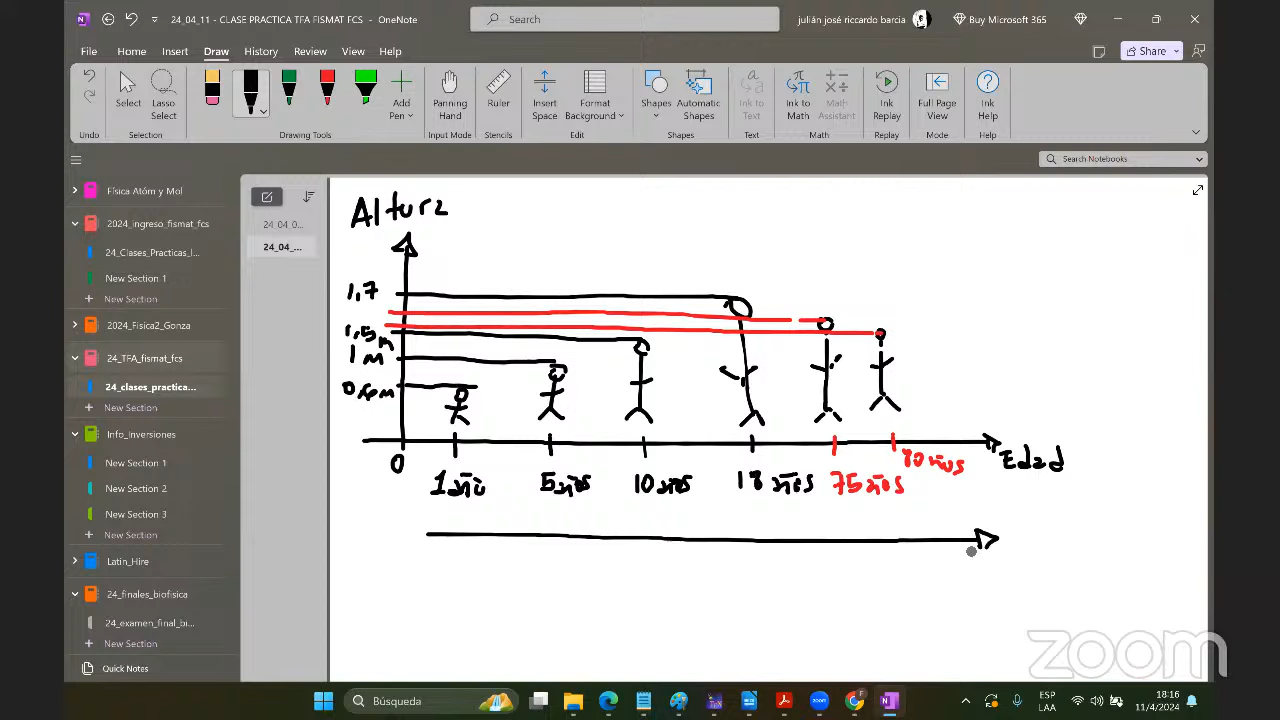 24_04_11 - CLASE PRACTICA TFA FISMAT FCS - OneNote
Search
julián josé riccardo barcia
Buy Microsoft 365
File Home Insert Draw History Review View Help
Share
Select
Lasso Select
Add Pen
Panning Hand
Ruler
Insert Space
Format Background
Shapes
Automatic Shapes
Ink to Text
Ink to Math
Math Assistant
Ink Replay
Full Page View
Ink Help
Undo Selection Drawing Tools Input Mode Stencils Edit Shapes Text Math Replay Mode Help
Search Notebooks
Física Atóm y Mol
2024_ingreso_fismat_fcs
24_Clases_Practicas_I...
New Section 1
New Section
2024_Fisica2_Gonza
24_TFA_fismat_fcs
24_clases_practica...
New Section
Info_Inversiones
New Section 1
New Section 2
New Section 3
New Section
Latin_Hire
24_finales_biofisica
24_examen_final_bi...
New Section
Quick Notes
24_04_0...
24_04_...
Altura
1,7
1,5m
1 m
0
Edad
1 año
5 años
10 años
18 años
75 años
80 años
zoom
Búsqueda
ESP
LAA
18:16
11/4/2024